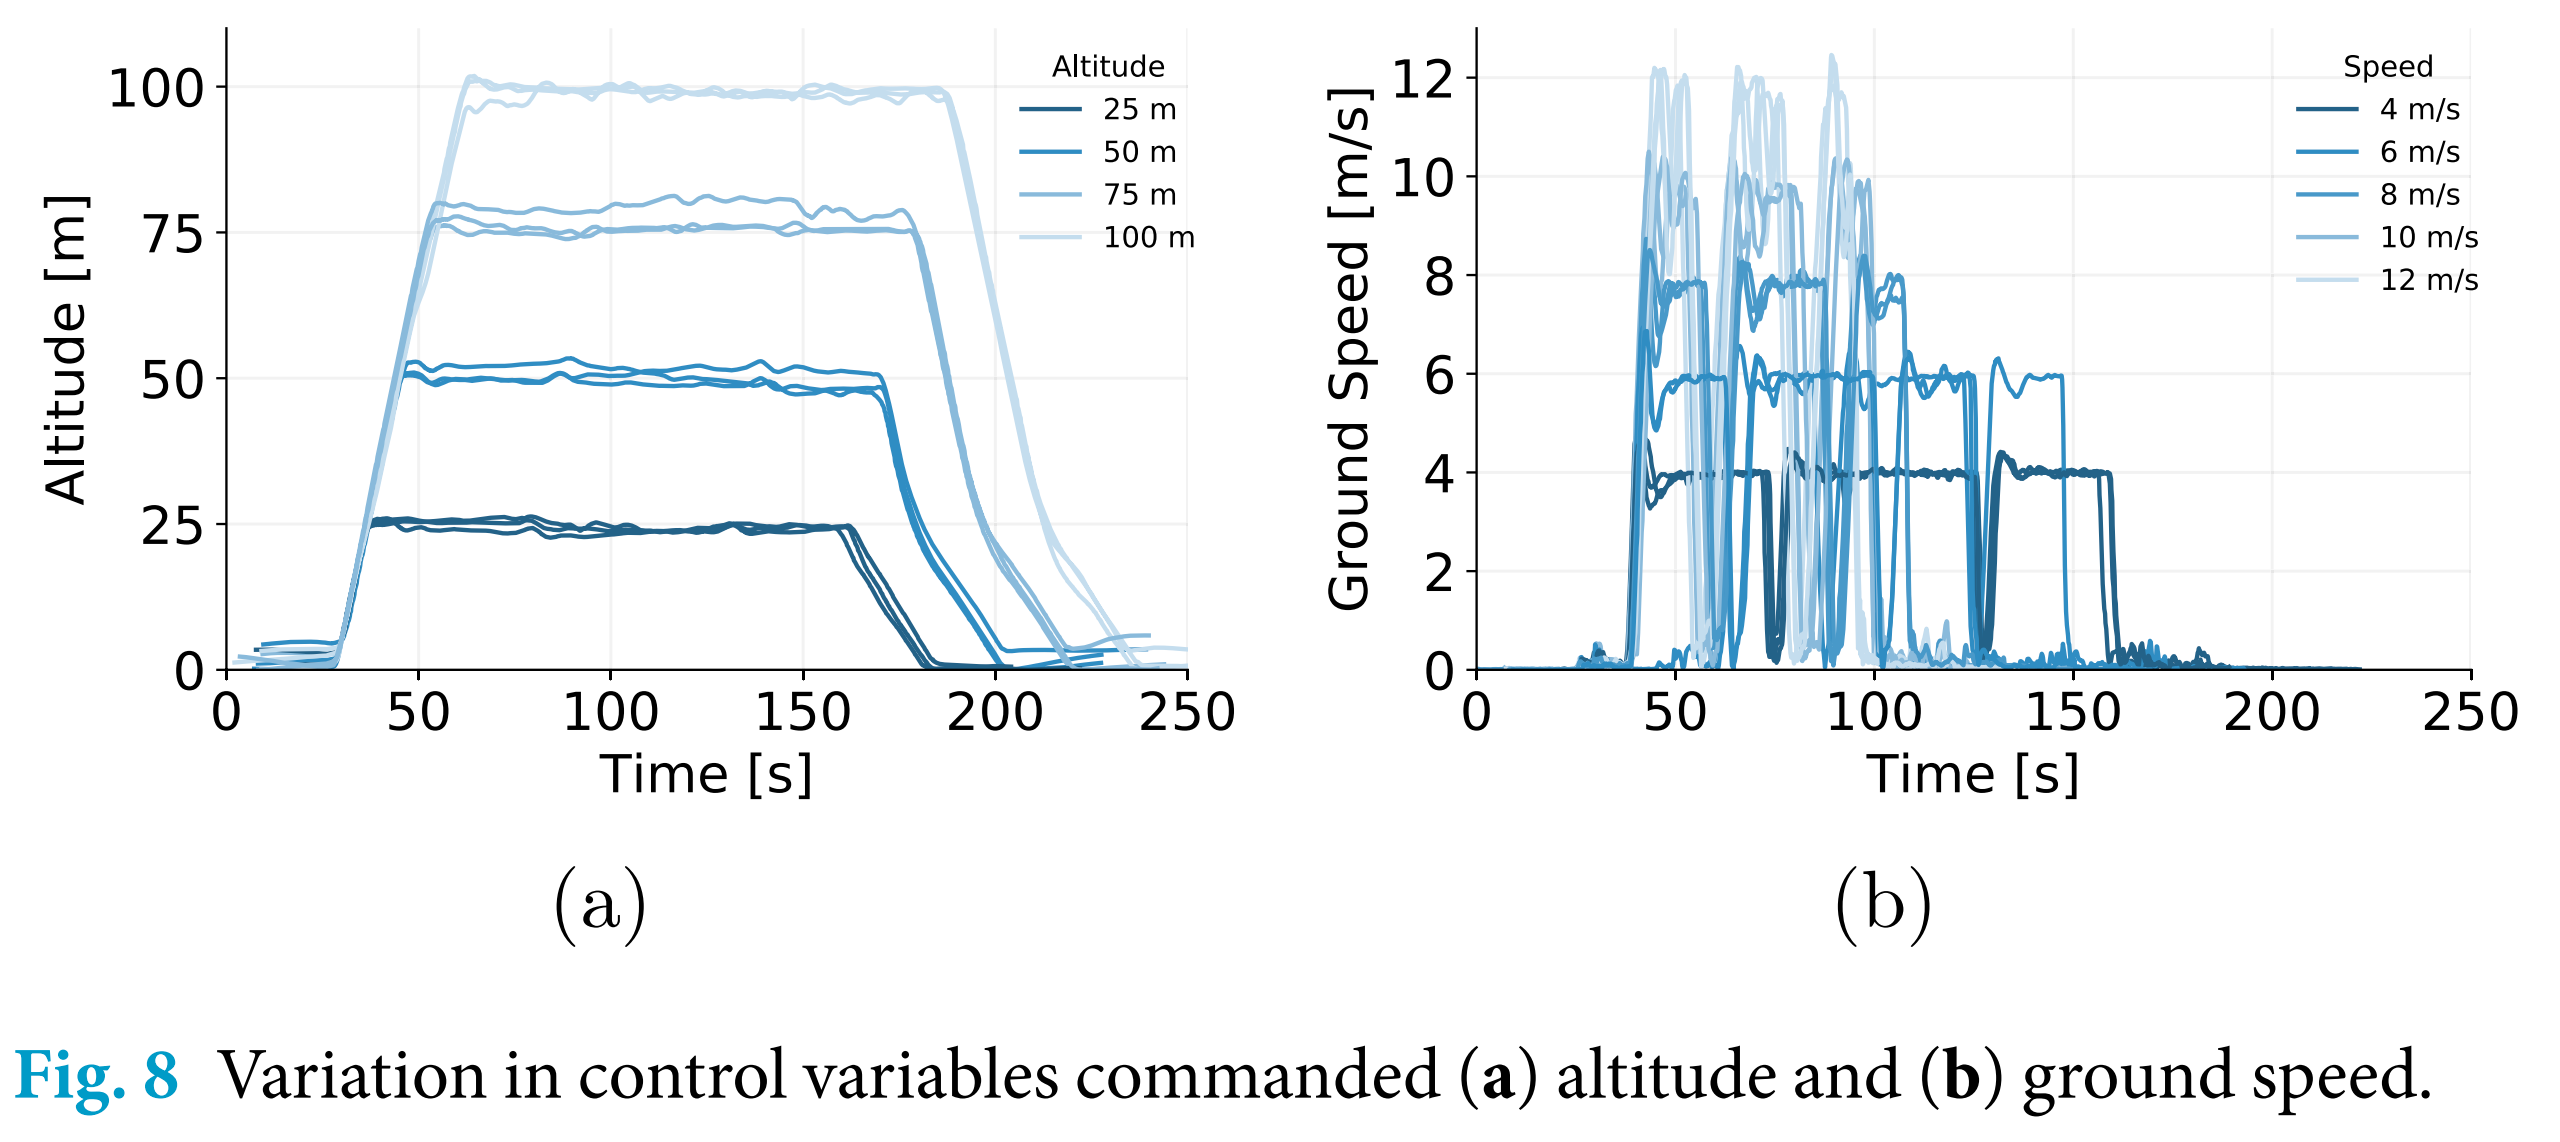 Altitude [m]
100
75
50
25
0
0 50 100 150 200 250
Time [s]
Altitude
25 m
50 m
75 m
100 m
(a)
Ground Speed [m/s]
12
10
8
6
4
2
0
0 50 100 150 200 250
Time [s]
Speed
4 m/s
6 m/s
8 m/s
10 m/s
12 m/s
(b)
Fig. 8 Variation in control variables commanded (a) altitude and (b) ground speed.